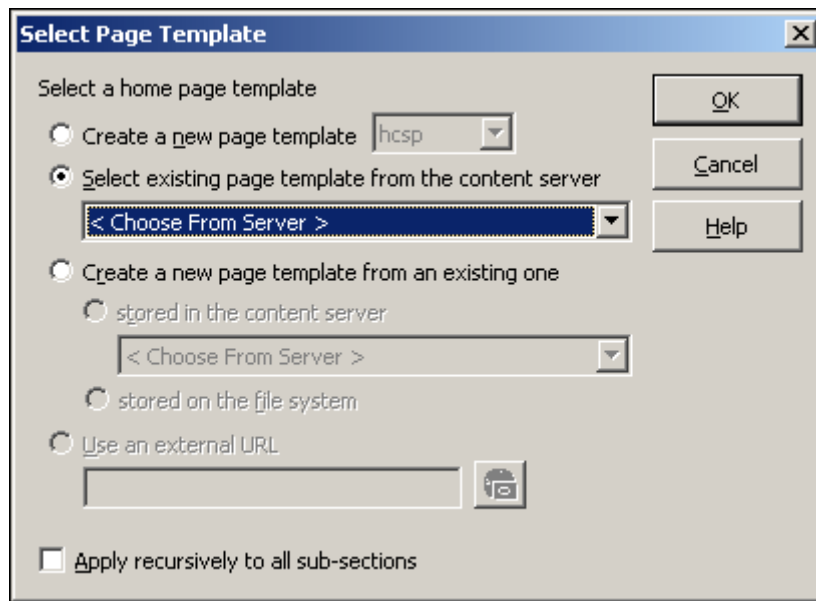 Select Page Template
Select a home page template
Create a new page template hcsp
Select existing page template from the content server
< Choose From Server >
Create a new page template from an existing one
stored in the content server
< Choose From Server >
stored on the file system
Use an external URL
Apply recursively to all sub-sections
OK
Cancel
Help